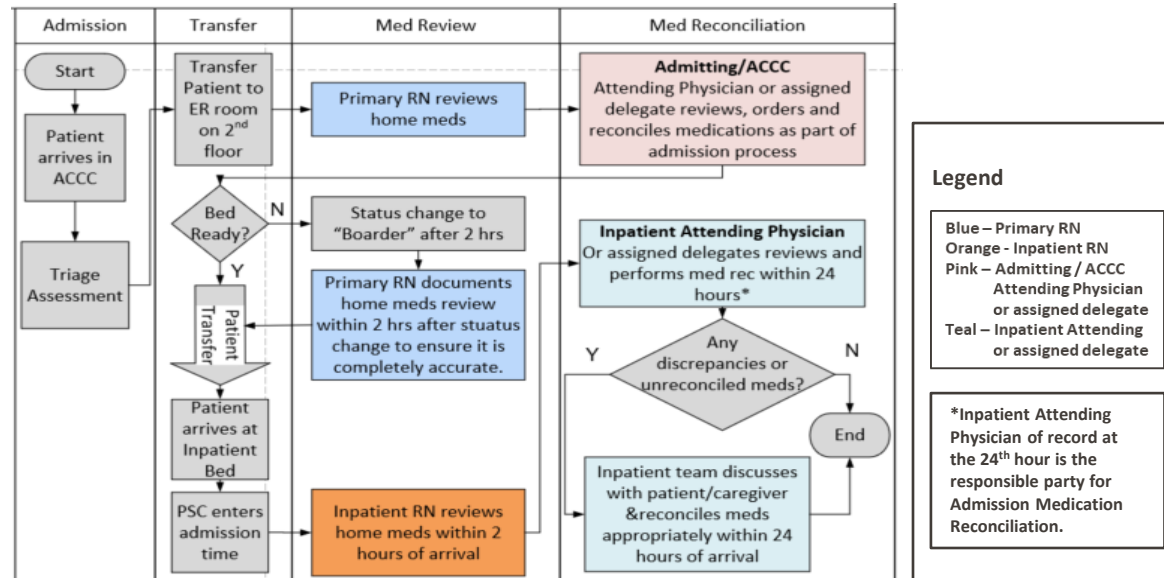 Admission
Transfer
Med Review
Med Reconciliation
Start
Patient
arrives in
ACCC
Triage
Assessment
Transfer
Patient to
ER room
on 2nd
floor
Primary RN reviews
home meds
Admitting/ACCC
Attending Physician or assigned
delegate reviews, orders and
reconciles medications as part of
admission process
Bed
Ready?
N
Y
Status change to
“Boarder” after 2 hrs
Primary RN documents
home meds review
within 2 hrs after stuatus
change to ensure it is
completely accurate.
Patient
Transfer
Patient
arrives at
Inpatient
Bed
PSC enters
admission
time
Inpatient RN reviews
home meds within 2
hours of arrival
Inpatient Attending Physician
Or assigned delegates reviews and
performs med rec within 24
hours*
Any
discrepancies or
unreconciled meds?
Y
N
Inpatient team discusses
with patient/caregiver
&reconciles meds
appropriately within 24
hours of arrival
End
Legend
Blue – Primary RN
Orange - Inpatient RN
Pink – Admitting / ACCC
Attending Physician
or assigned delegate
Teal – Inpatient Attending
or assigned delegate
*Inpatient Attending
Physician of record at
the 24th hour is the
responsible party for
Admission Medication
Reconciliation.